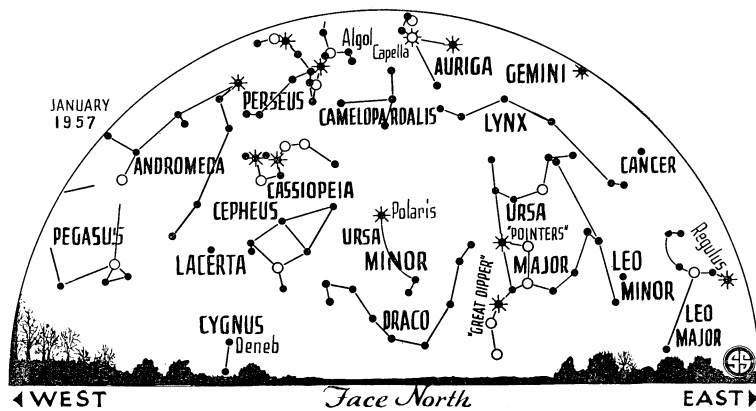 Algol
Capella
AURIGA
GEMINI
JANUARY
1957
PERSEUS
CAMELOPARDALIS
LYNX
ANDROMEDA
CANCER
CASSIOPEIA
CEPHEUS
Polaris
URSA
MINOR
URSA
"POINTERS"
MAJOR
PEGASUS
LACERTA
Regulus
LEO
MINOR
"GREAT DIPPER"
LEO
MAJOR
DRACO
CYGNUS
Deneb
SS
WEST
Face North
EAST